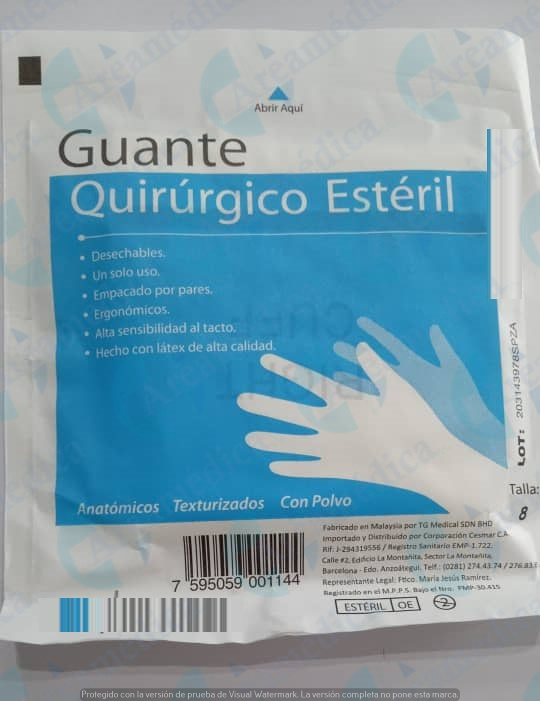 Abrir Aquí
Guante
Quirúrgico Estéril
• Desechables.
• Un solo uso.
• Empacado por pares.
• Ergonómicos.
• Alta sensibilidad al tacto.
• Hecho con látex de alta calidad.
LOT: 203143978SPZA
Talla:
8
Anatómicos Texturizados Con Polvo
Fabricado en Malaysia por TG Medical SDN BHD
Importado y Distribuido por Corporación Cesmar C.A.
Rif: J-294319556 / Registro Sanitario EMP-1.722.
Calle #2, Edificio La Montañita, Sector La Montañita,
Barcelona - Edo. Anzoátegui. Telf.: (0281) 274.43.74 / 276.83.
Representante Legal: Ftico. María Jesús Ramírez.
Registrado en el M.P.P.S. Bajo el Nro. PMP-30.415
7 595059 001144
ESTÉRIL OE 2
Areamédica
Protegido con la versión de prueba de Visual Watermark. La versión completa no pone esta marca.